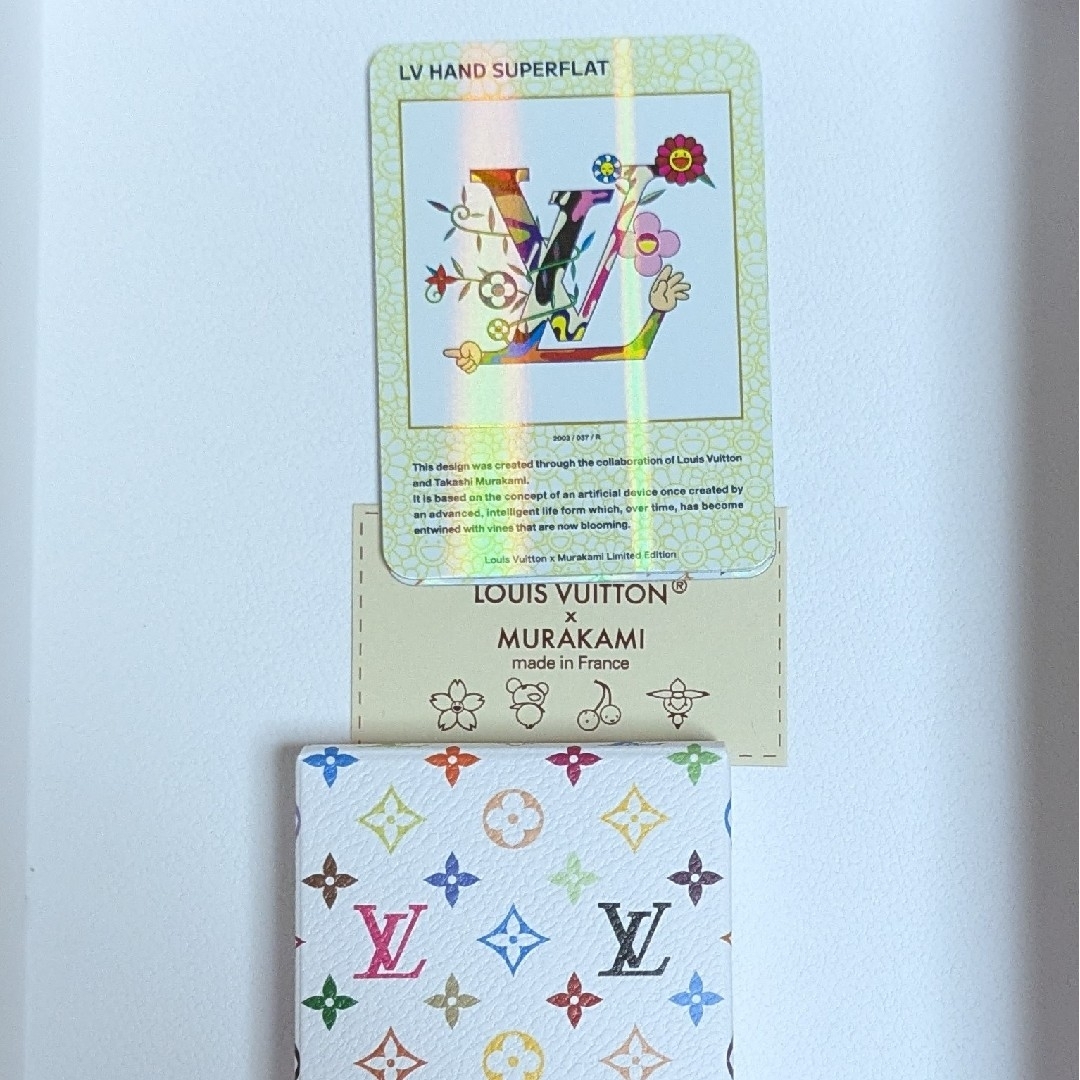 LV HAND SUPERFLAT
2003 / 037 / R
This design was created through the collaboration of Louis Vuitton
and Takashi Murakami.
It is based on the concept of an artificial device once created by
an advanced, intelligent life form which, over time, has become
entwined with vines that are now blooming.
Louis Vuitton x Murakami Limited Edition
LOUIS VUITTON®
x
MURAKAMI
made in France
LV LV